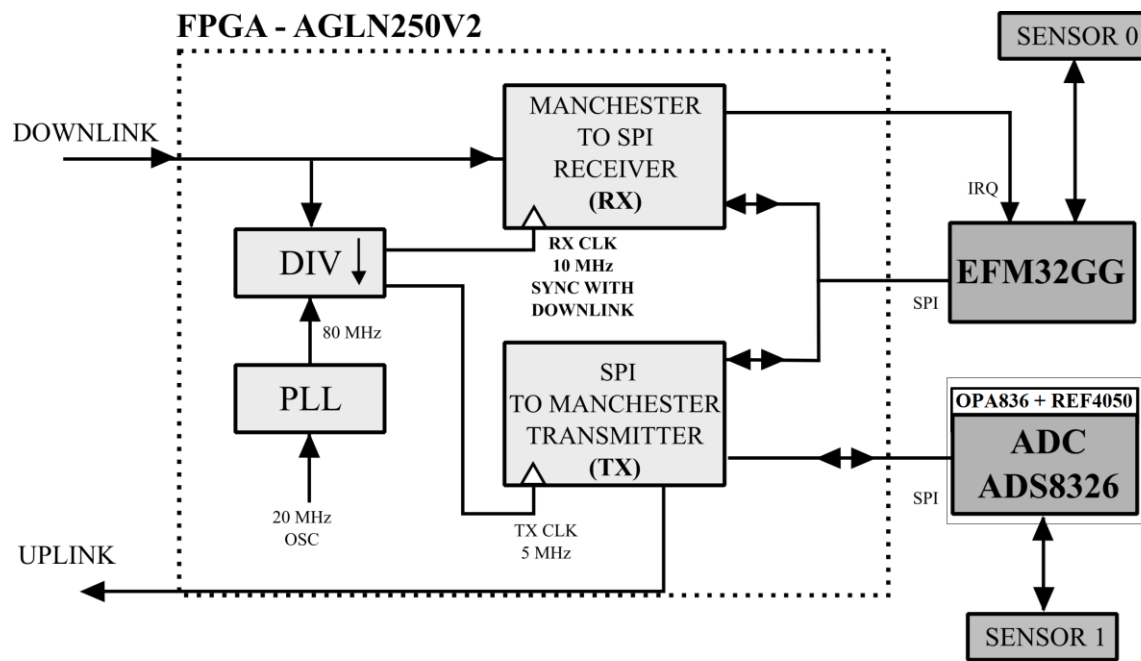 FPGA - AGLN250V2
SENSOR 0
DOWNLINK
MANCHESTER
TO SPI
RECEIVER
(RX)
IRQ
DIV
RX CLK
10 MHz
SYNC WITH
DOWNLINK
EFM32GG
SPI
80 MHz
PLL
SPI
TO MANCHESTER
TRANSMITTER
(TX)
OPA836 + REF4050
ADC
ADS8326
SPI
20 MHz
OSC
TX CLK
5 MHz
UPLINK
SENSOR 1